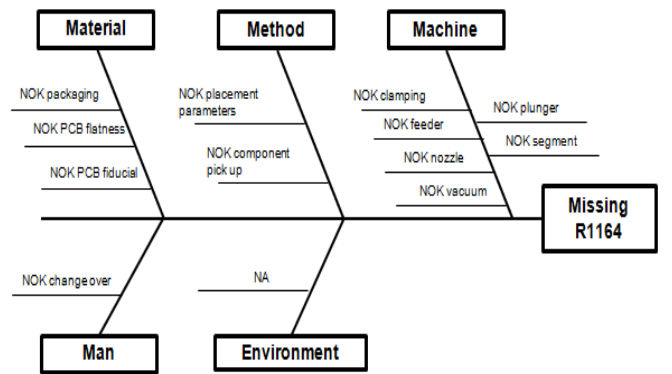 Material
Method
Machine
NOK packaging
NOK PCB flatness
NOK PCB fiducial
NOK placement
parameters
NOK component
pick up
NOK clamping
NOK feeder
NOK nozzle
NOK vacuum
NOK plunger
NOK segment
Missing
R1164
NOK change over
NA
Man
Environment